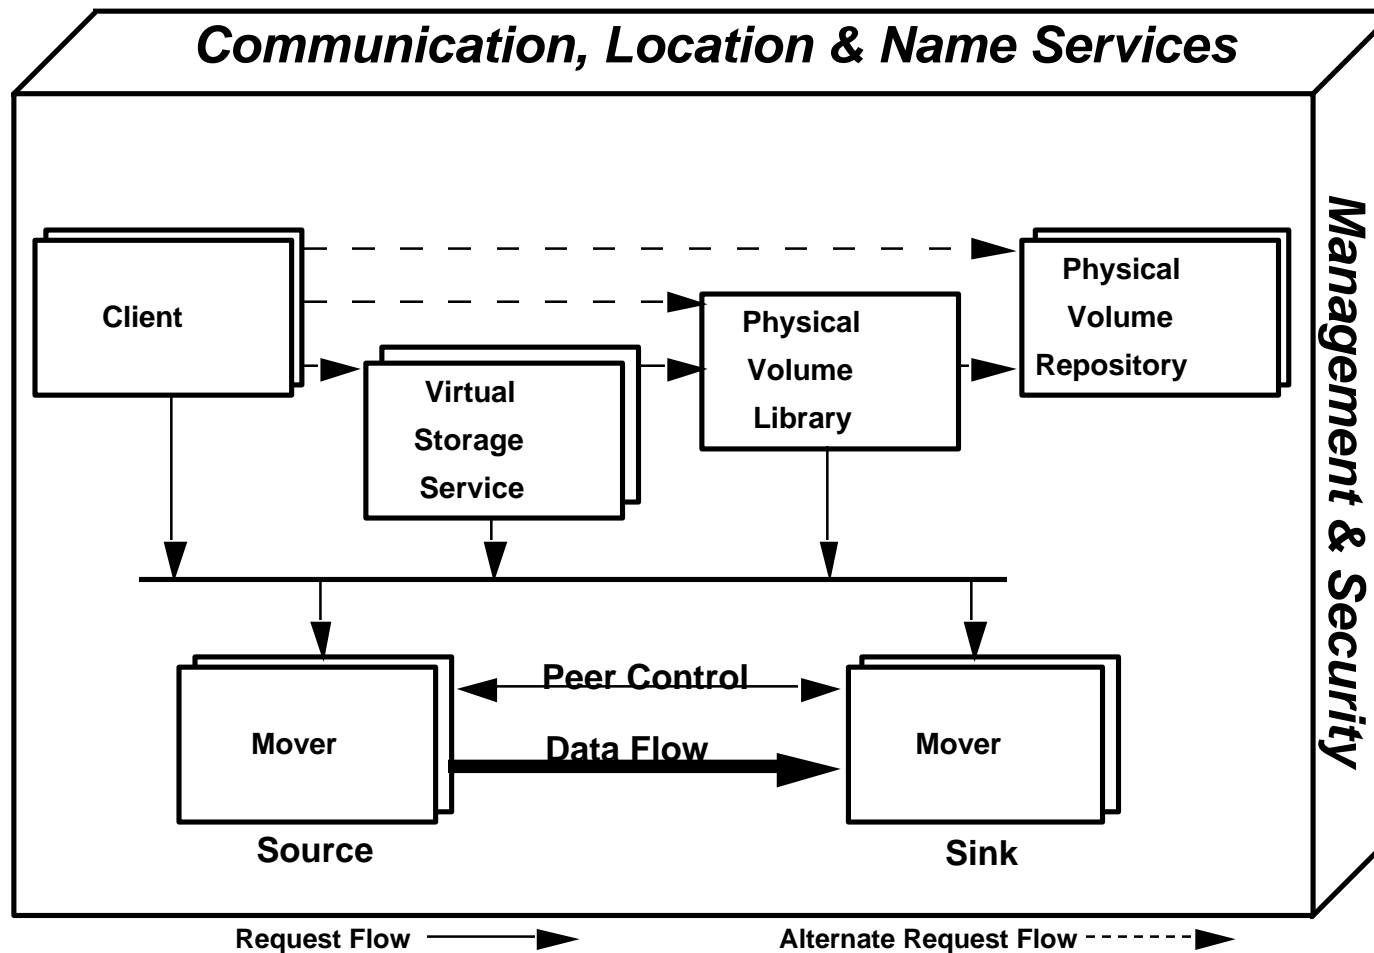 Communication, Location & Name Services
Management & Security
Client
Physical
Volume
Repository
Physical
Volume
Library
Virtual
Storage
Service
Peer Control
Mover
Data Flow
Mover
Source
Sink
Request Flow
Alternate Request Flow